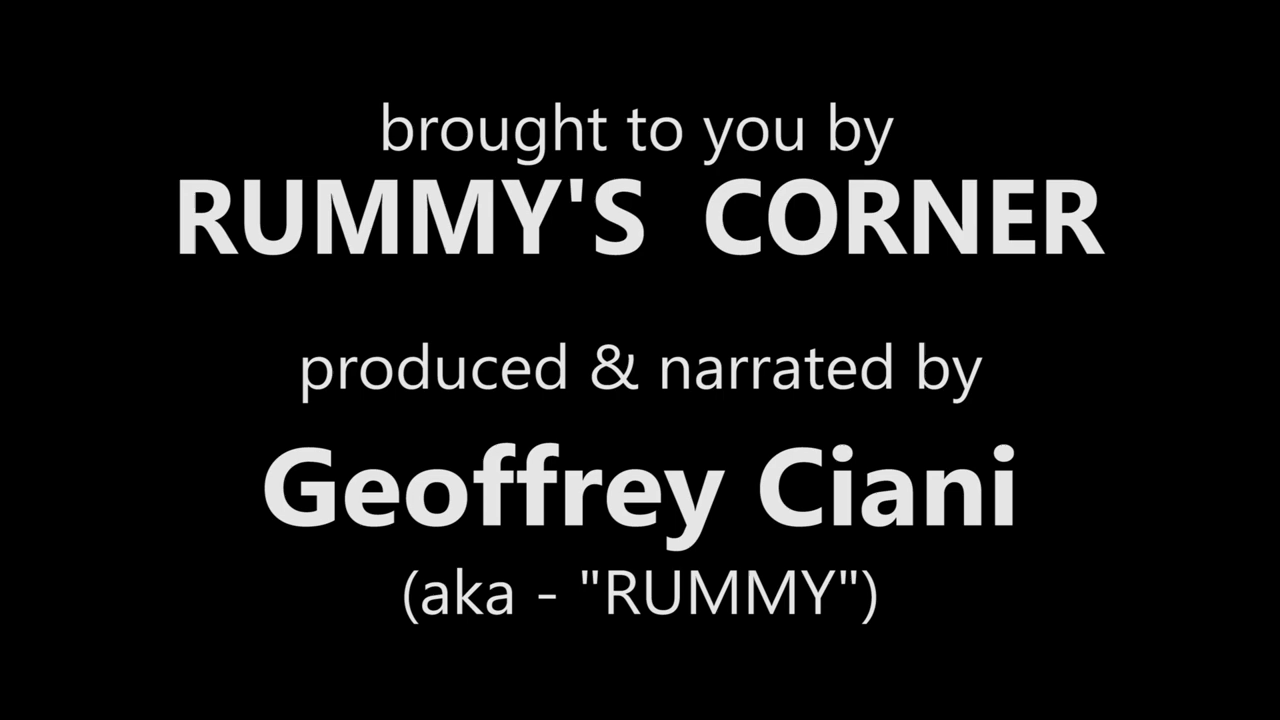 brought to you by
RUMMY'S CORNER
produced & narrated by
Geoffrey Ciani
(aka - "RUMMY")